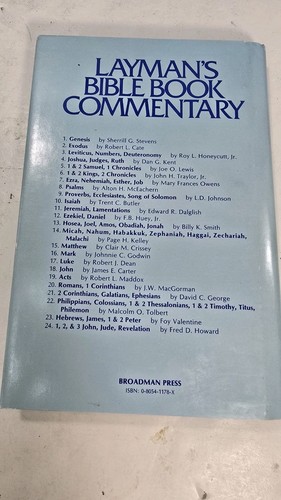 LAYMAN'S
BIBLE BOOK
COMMENTARY
1. Genesis by Sherrill G. Stevens
2. Exodus by Robert L. Cate
3. Leviticus, Numbers, Deuteronomy by Roy L. Honeycutt, Jr.
4. Joshua, Judges, Ruth by Dan G. Kent
5. 1 & 2 Samuel, 1 Chronicles by Joe O. Lewis
6. 1 & 2 Kings, 2 Chronicles by John H. Traylor, Jr.
7. Ezra, Nehemiah, Esther, Job by Mary Frances Owens
8. Psalms by Alton H. McEachern
9. Proverbs, Ecclesiastes, Song of Solomon by L.D. Johnson
10. Isaiah by Trent C. Butler
11. Jeremiah, Lamentations by Edward R. Dalglish
12. Ezekiel, Daniel by F.B. Huey, Jr.
13. Hosea, Joel, Amos, Obadiah, Jonah by Billy K. Smith
14. Micah, Nahum, Habakkuk, Zephaniah, Haggai, Zechariah,
Malachi by Page H. Kelley
15. Matthew by Clair M. Crissey
16. Mark by Johnnie C. Godwin
17. Luke by Robert J. Dean
18. John by James E. Carter
19. Acts by Robert L. Maddox
20. Romans, 1 Corinthians by J.W. MacGorman
21. 2 Corinthians, Galatians, Ephesians by David C. George
22. Philippians, Colossians, 1 & 2 Thessalonians, 1 & 2 Timothy, Titus,
Philemon by Malcolm O. Tolbert
23. Hebrews, James, 1 & 2 Peter by Foy Valentine
24. 1, 2, & 3 John, Jude, Revelation by Fred D. Howard
BROADMAN PRESS
ISBN: 0-8054-1178-X